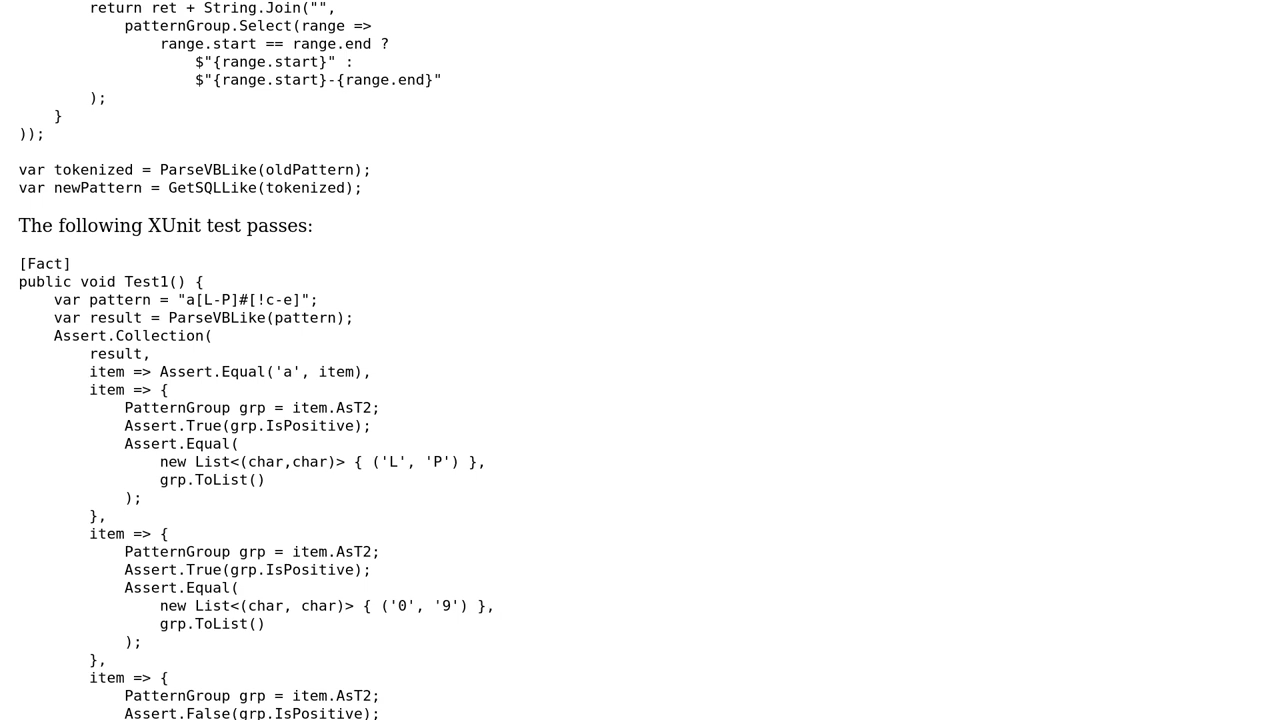 return ret + String.Join("",
patternGroup.Select(range =>
range.start == range.end ?
$"{range.start}" :
$"{range.start}-{range.end}"
);
}
));
var tokenized = ParseVBLike(oldPattern);
var newPattern = GetSQLLike(tokenized);
The following XUnit test passes:
[Fact]
public void Test1() {
var pattern = "a[L-P]#[!c-e]";
var result = ParseVBLike(pattern);
Assert.Collection(
result,
item => Assert.Equal('a', item),
item => {
PatternGroup grp = item.AsT2;
Assert.True(grp.IsPositive);
Assert.Equal(
new List<(char,char)> { ('L', 'P') },
grp.ToList()
);
},
item => {
PatternGroup grp = item.AsT2;
Assert.True(grp.IsPositive);
Assert.Equal(
new List<(char, char)> { ('0', '9') },
grp.ToList()
);
},
item => {
PatternGroup grp = item.AsT2;
Assert.False(grp.IsPositive);